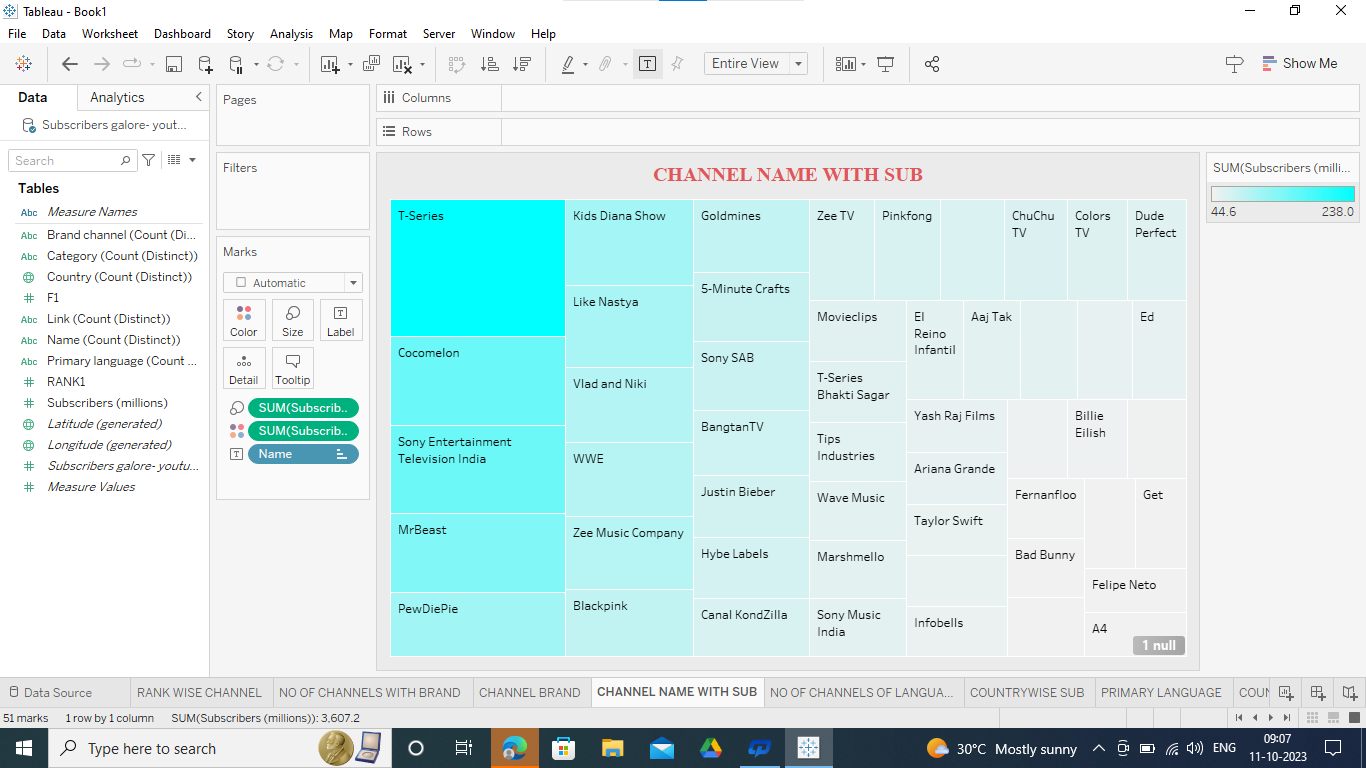 Tableau - Book1
File Data Worksheet Dashboard Story Analysis Map Format Server Window Help
Entire View
Show Me
Data Analytics
Subscribers galore- yout...
Search
Tables
Abc Measure Names
Abc Brand channel (Count (Di...
Abc Category (Count (Distinct))
Country (Count (Distinct))
# F1
Abc Link (Count (Distinct))
Abc Name (Count (Distinct))
Abc Primary language (Count ...
# RANK1
# Subscribers (millions)
Latitude (generated)
Longitude (generated)
# Subscribers galore- youtu...
# Measure Values
Pages
Filters
Marks
Automatic
Color Size Label
Detail Tooltip
SUM(Subscrib..
SUM(Subscrib..
Name
Columns
Rows
CHANNEL NAME WITH SUB
T-Series
Cocomelon
Sony Entertainment
Television India
MrBeast
PewDiePie
Kids Diana Show
Like Nastya
Vlad and Niki
WWE
Zee Music Company
Blackpink
Goldmines
5-Minute Crafts
Sony SAB
BangtanTV
Justin Bieber
Hybe Labels
Canal KondZilla
Zee TV
Pinkfong
ChuChu
TV
Colors
TV
Dude
Perfect
Movieclips
T-Series
Bhakti Sagar
Tips
Industries
Wave Music
Marshmello
Sony Music
India
El
Reino
Infantil
Aaj Tak
Ed
Yash Raj Films
Ariana Grande
Taylor Swift
Infobells
Billie
Eilish
Fernanfloo
Bad Bunny
Get
Felipe Neto
A4
1 null
SUM(Subscribers (milli...
44.6 238.0
Data Source
RANK WISE CHANNEL
NO OF CHANNELS WITH BRAND
CHANNEL BRAND
CHANNEL NAME WITH SUB
NO OF CHANNELS OF LANGUA...
COUNTRYWISE SUB
PRIMARY LANGUAGE
COUN
51 marks 1 row by 1 column SUM(Subscribers (millions)): 3,607.2
Type here to search
30°C Mostly sunny
ENG
09:07
11-10-2023